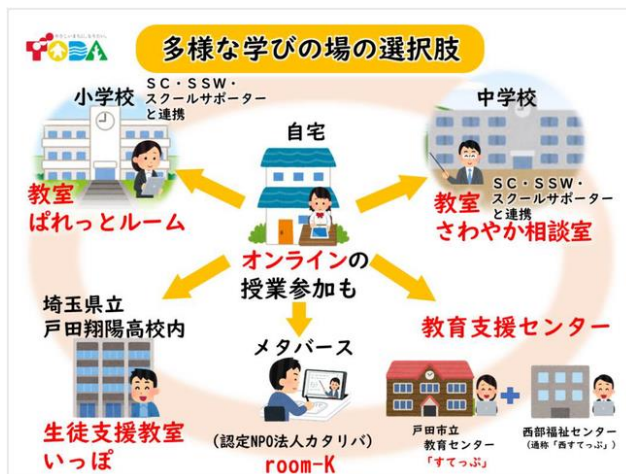 TODA
多様な学びの場の選択肢
小学校
SC・SSW・
スクールサポーター
と連携
教室
ぱれっとルーム
自宅
オンラインの
授業参加も
中学校
SC・SSW・
スクールサポーター
と連携
教室
さわやか相談室
埼玉県立
戸田翔陽高校内
生徒支援教室
いっぽ
メタバース
(認定NPO法人カタリバ)
room-K
教育支援センター
戸田市立
教育センター
「すてっぷ」
西部福祉センター
(通称「西すてっぷ」)